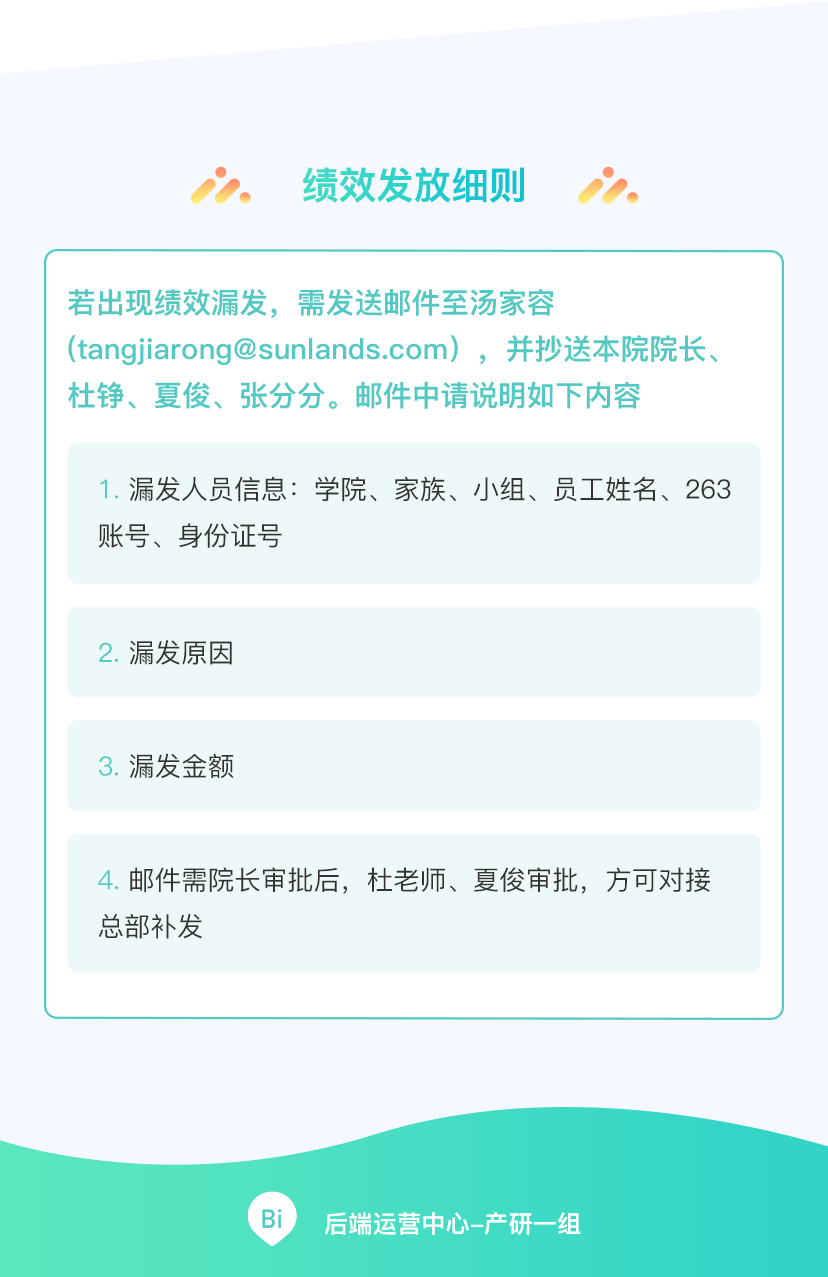 绩效发放细则
若出现绩效漏发，需发送邮件至汤家容
(tangjiarong@sunlands.com），并抄送本院院长、
杜铮、夏俊、张分分。邮件中请说明如下内容
1. 漏发人员信息：学院、家族、小组、员工姓名、263
账号、身份证号
2. 漏发原因
3. 漏发金额
4. 邮件需院长审批后，杜老师、夏俊审批，方可对接
总部补发
Bi 后端运营中心–产研一组